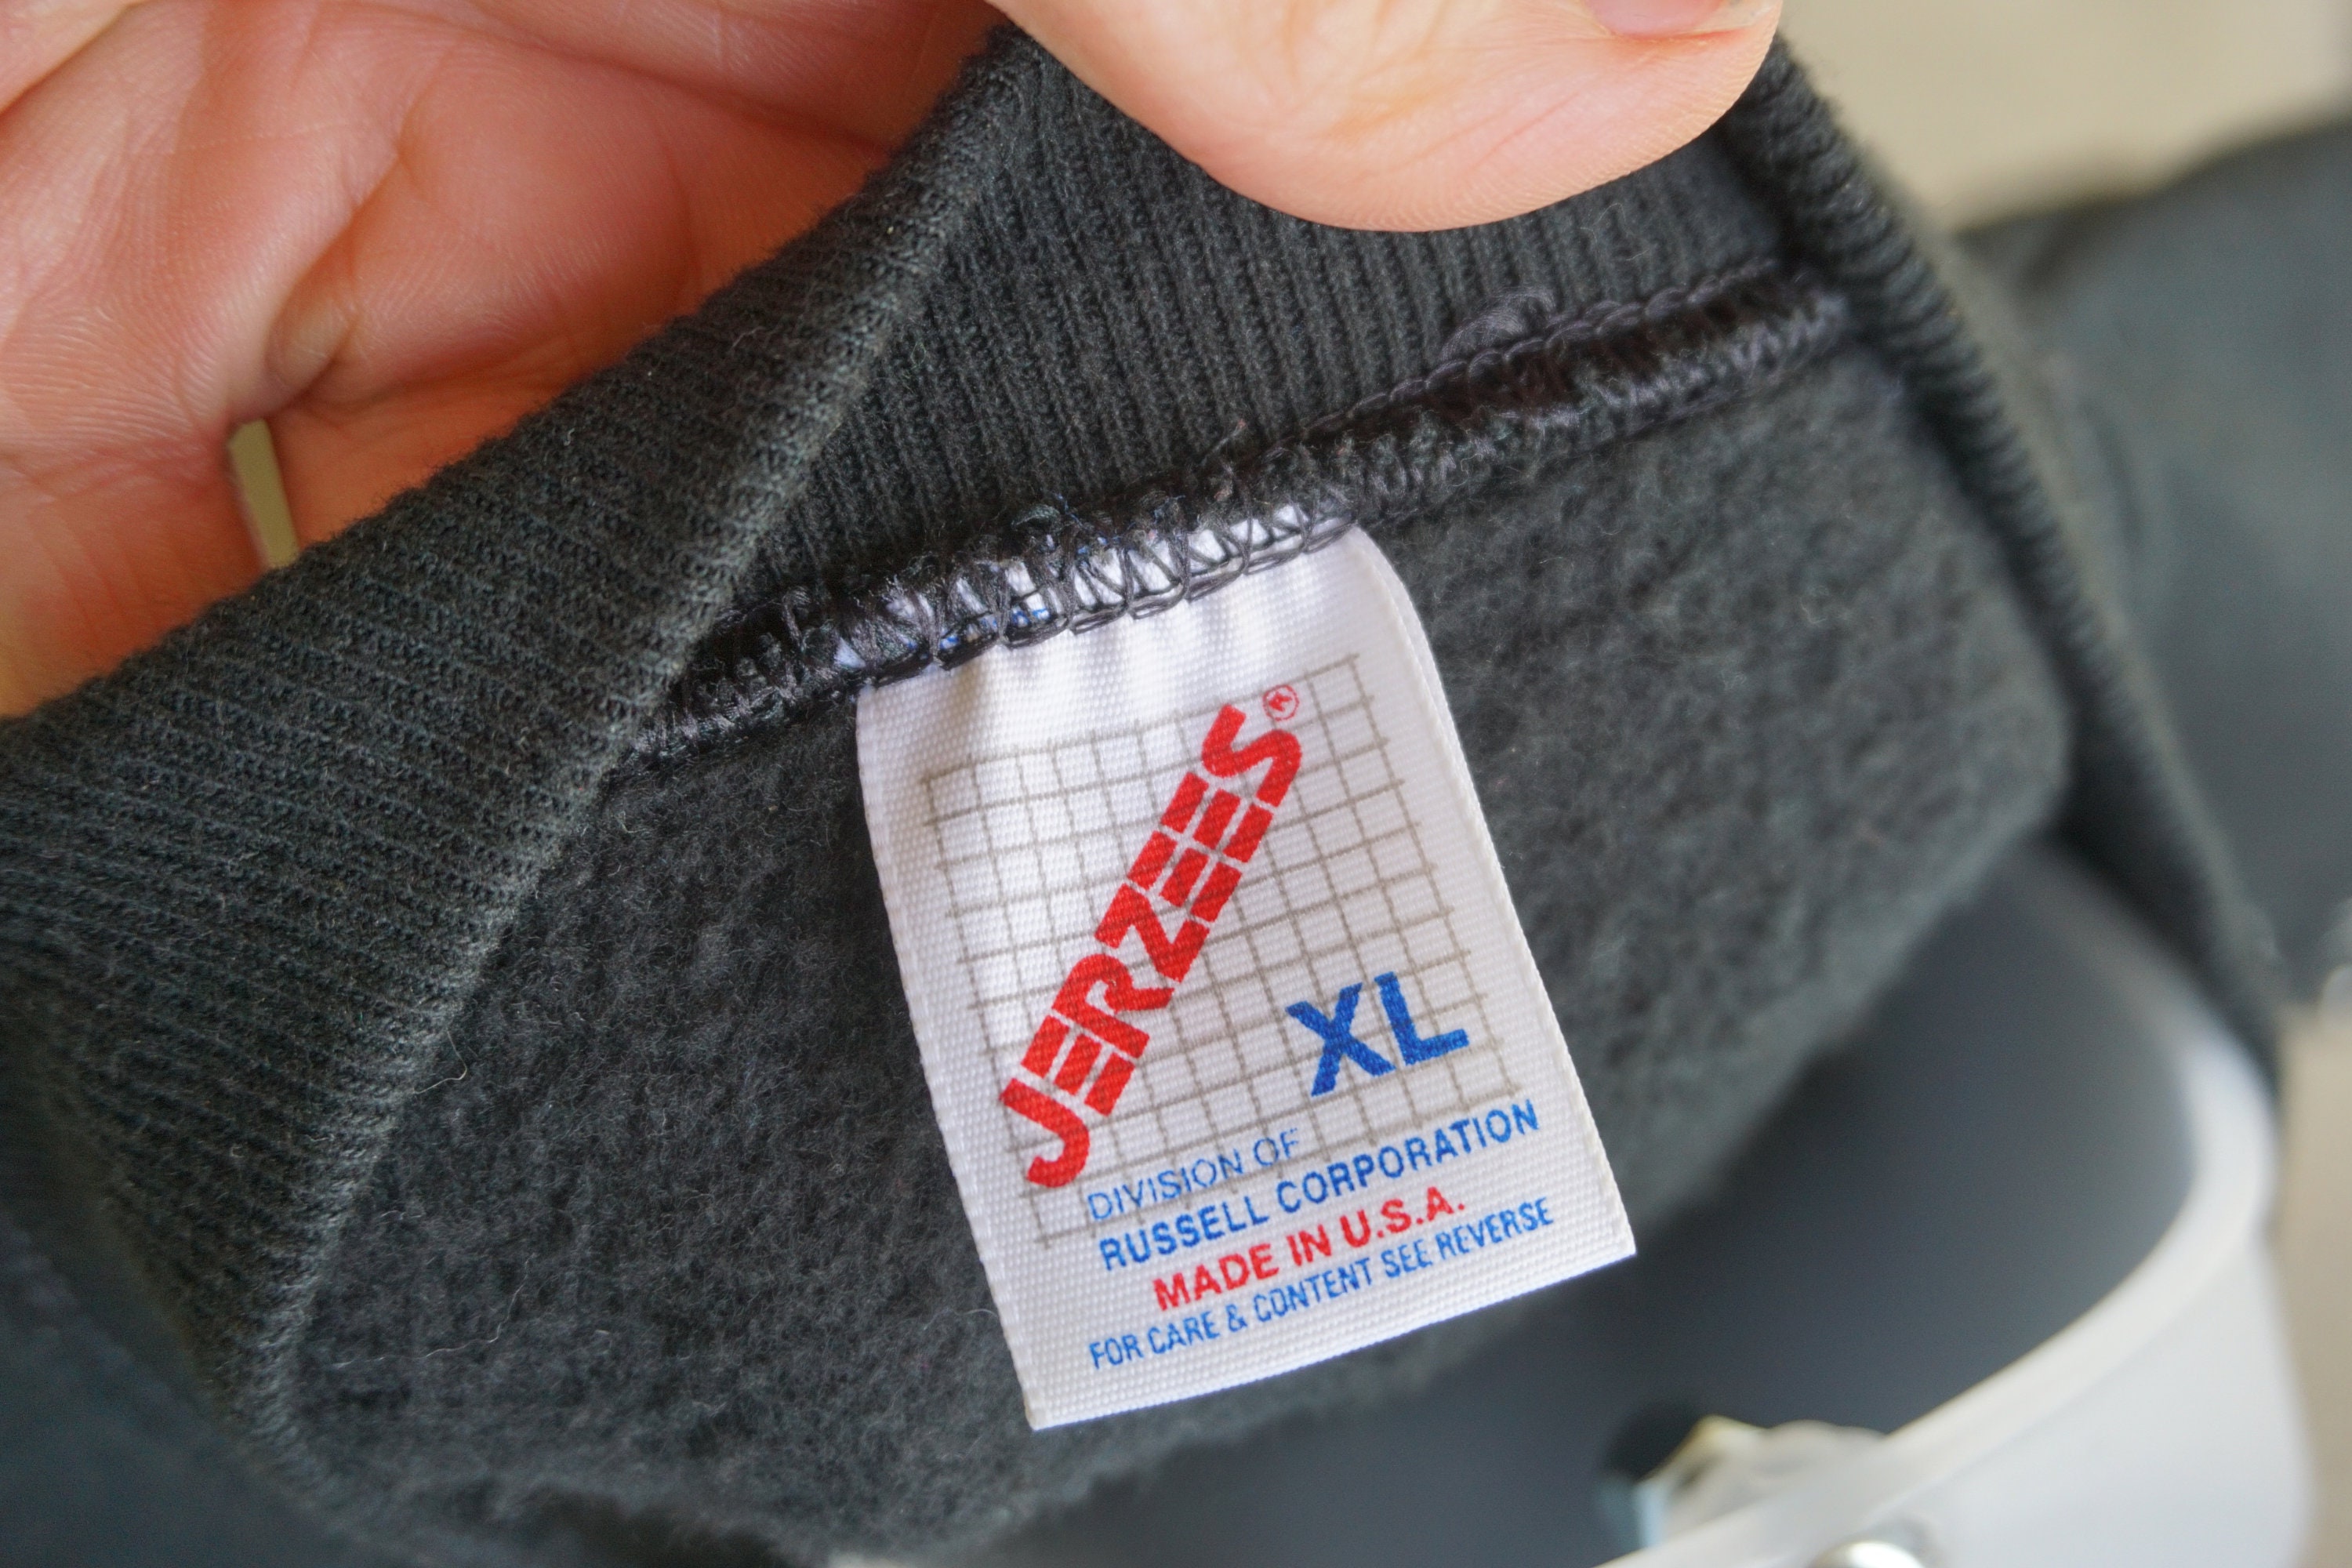 JERZEES®
XL
DIVISION OF
RUSSELL CORPORATION
MADE IN U.S.A.
FOR CARE & CONTENT SEE REVERSE